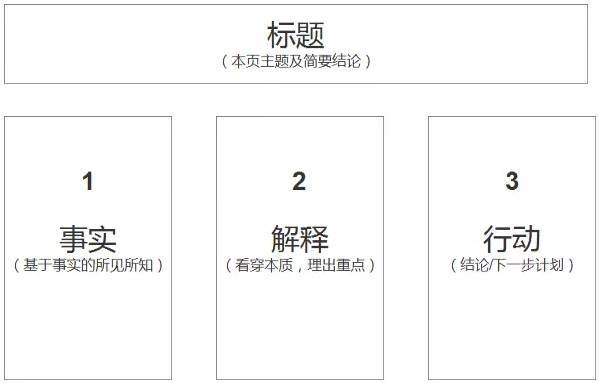 标题
（本页主题及简要结论）
1
事实
（基于事实的所见所知）
2
解释
（看穿本质，理出重点）
3
行动
（结论/下一步计划）